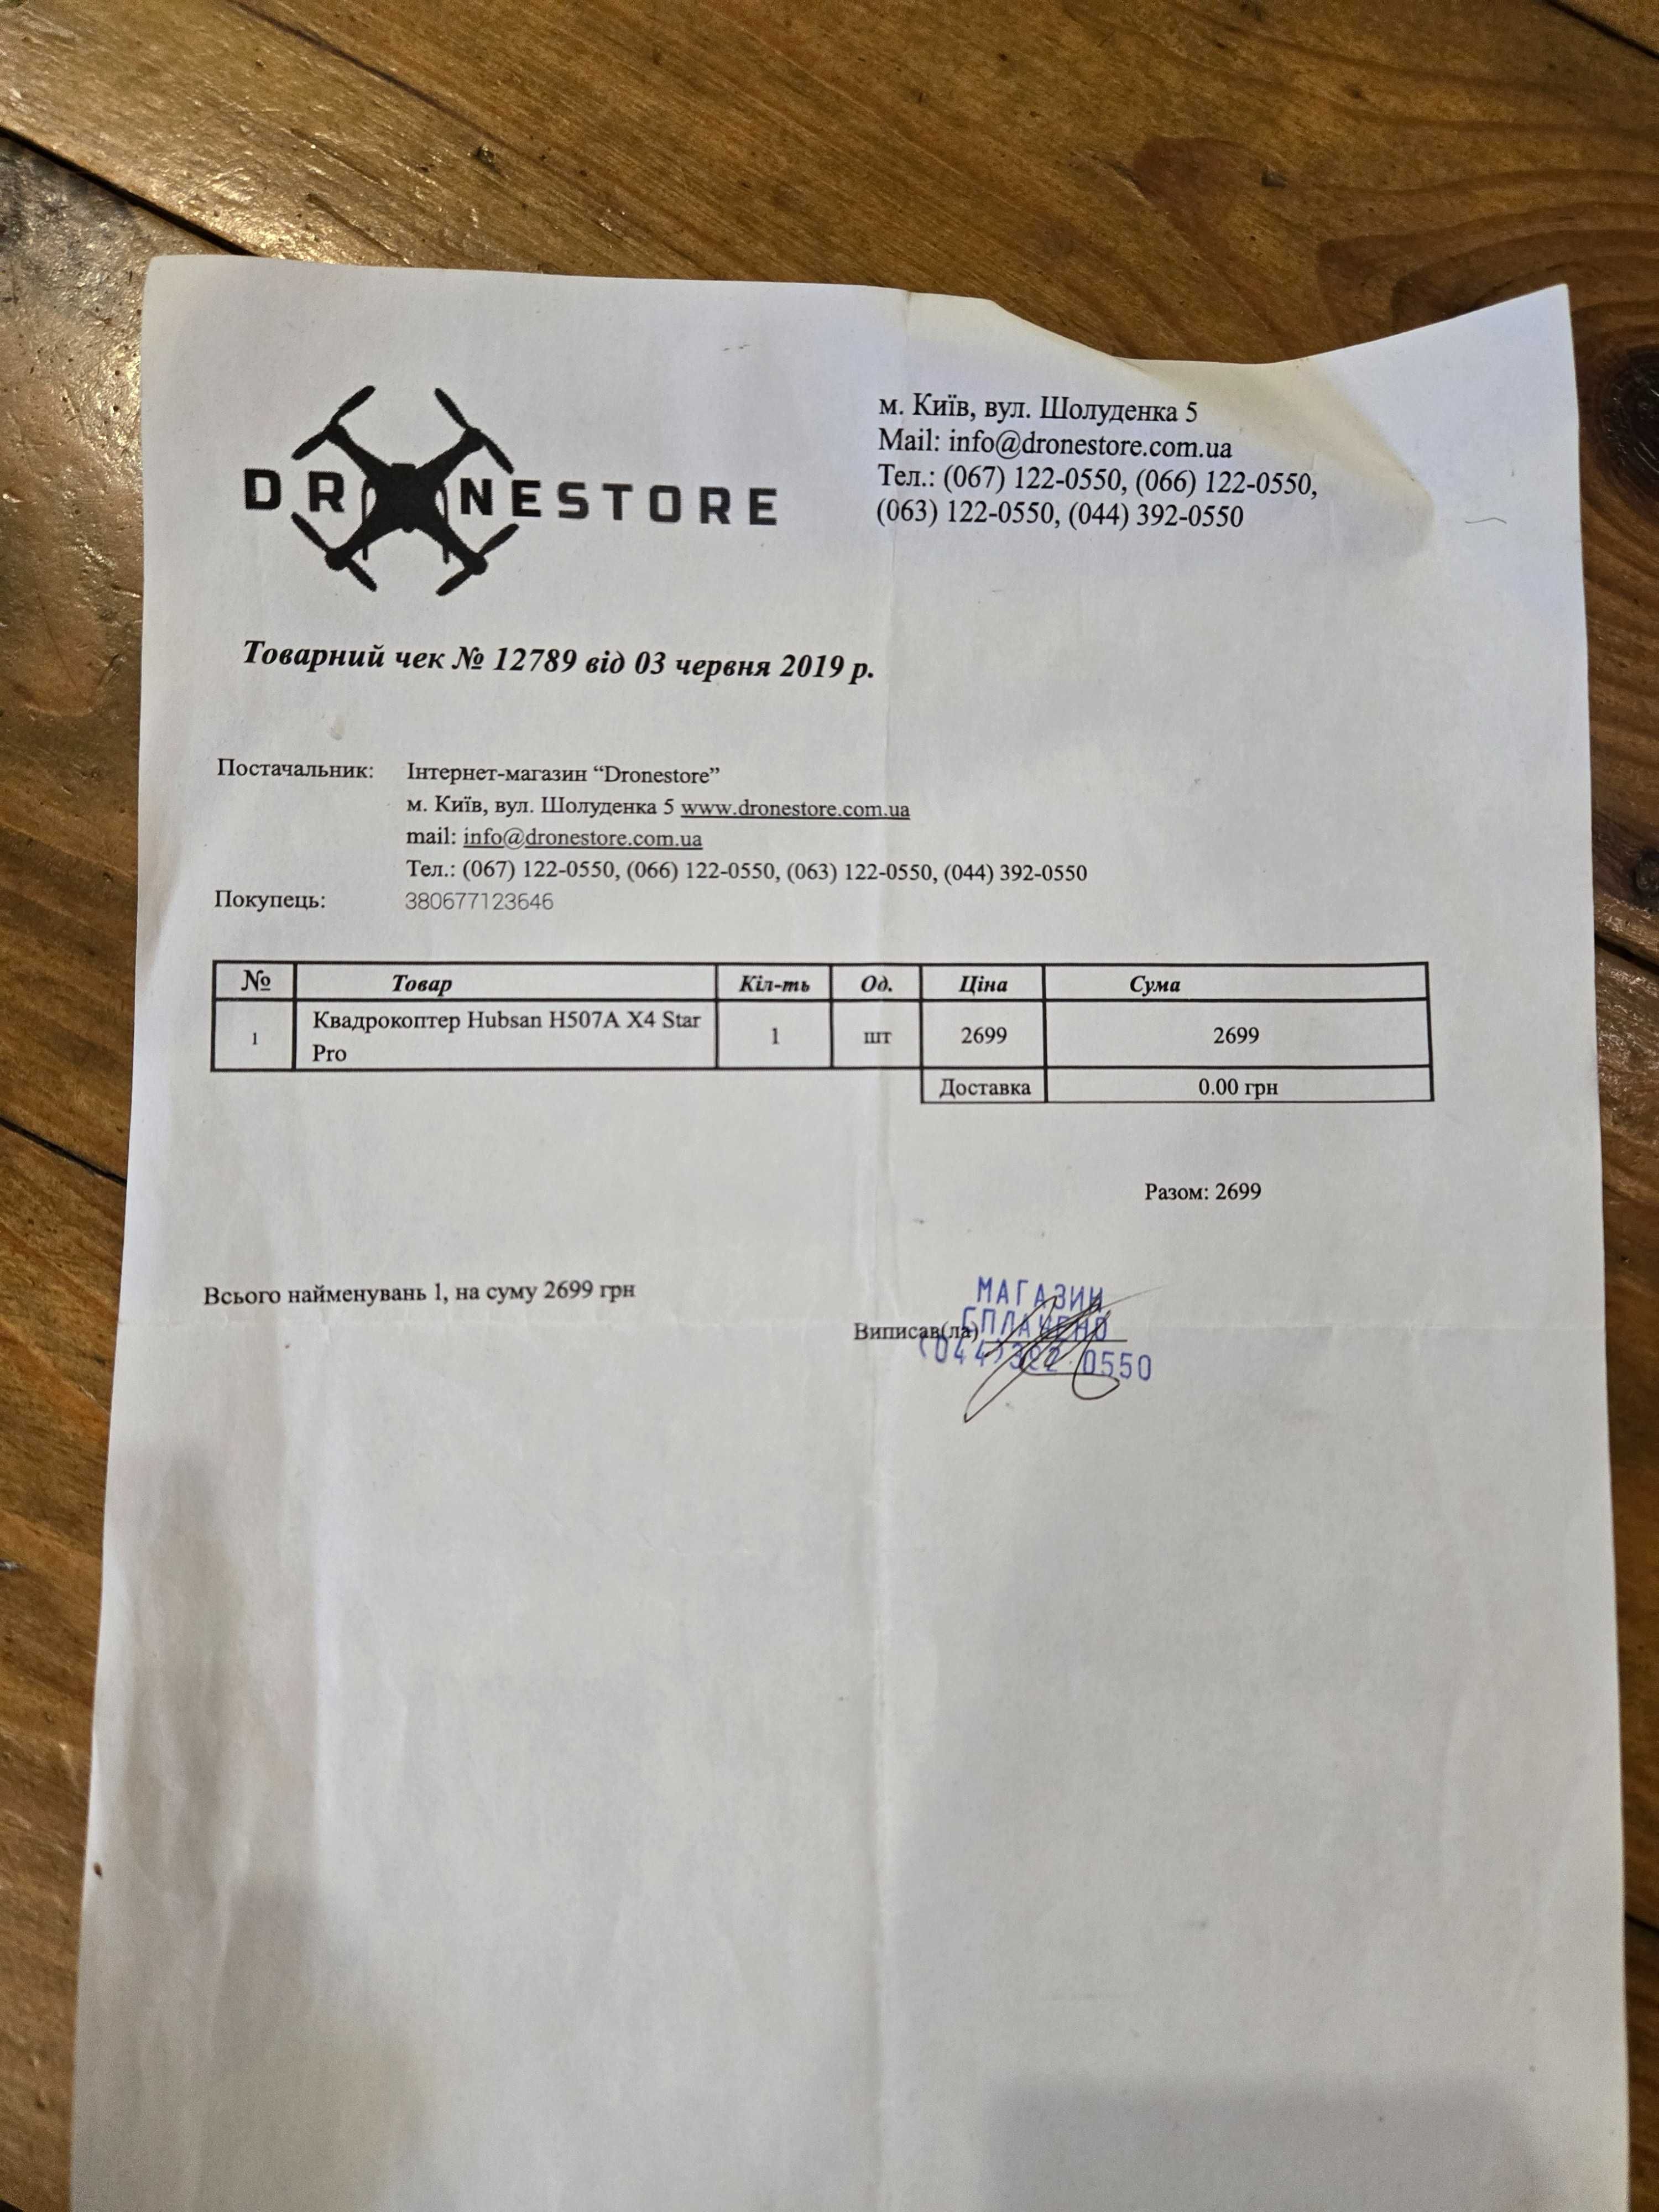 DRONESTORE
м. Київ, вул. Шолуденка 5
Mail: info@dronestore.com.ua
Тел.: (067) 122-0550, (066) 122-0550,
(063) 122-0550, (044) 392-0550
Товарний чек № 12789 від 03 червня 2019 р.
Постачальник: Інтернет-магазин “Dronestore”
м. Київ, вул. Шолуденка 5 www.dronestore.com.ua
mail: info@dronestore.com.ua
Тел.: (067) 122-0550, (066) 122-0550, (063) 122-0550, (044) 392-0550
Покупець: 380677123646
№ Товар Кіл-ть Од. Ціна Сума
1 Квадрокоптер Hubsan H507A X4 Star Pro 1 шт 2699 2699
Доставка 0.00 грн
Разом: 2699
Всього найменувань 1, на суму 2699 грн
МАГАЗИН
Виписав(ла)
(044) 0550